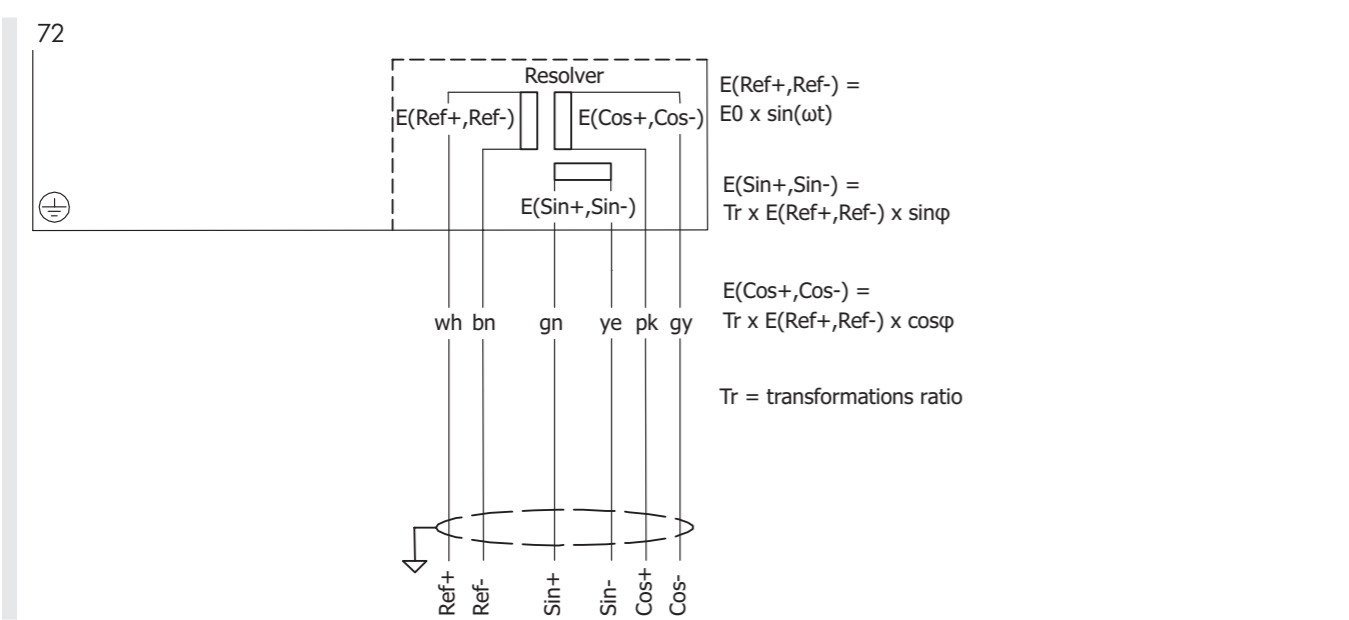 72
Resolver
E(Ref+,Ref-)
E(Cos+,Cos-)
E(Sin+,Sin-)
E(Ref+,Ref-) =
E0 x sin(ωt)
E(Sin+,Sin-) =
Tr x E(Ref+,Ref-) x sinφ
E(Cos+,Cos-) =
Tr x E(Ref+,Ref-) x cosφ
wh bn gn ye pk gy
Tr = transformations ratio
Ref+
Ref-
Sin+
Sin-
Cos+
Cos-